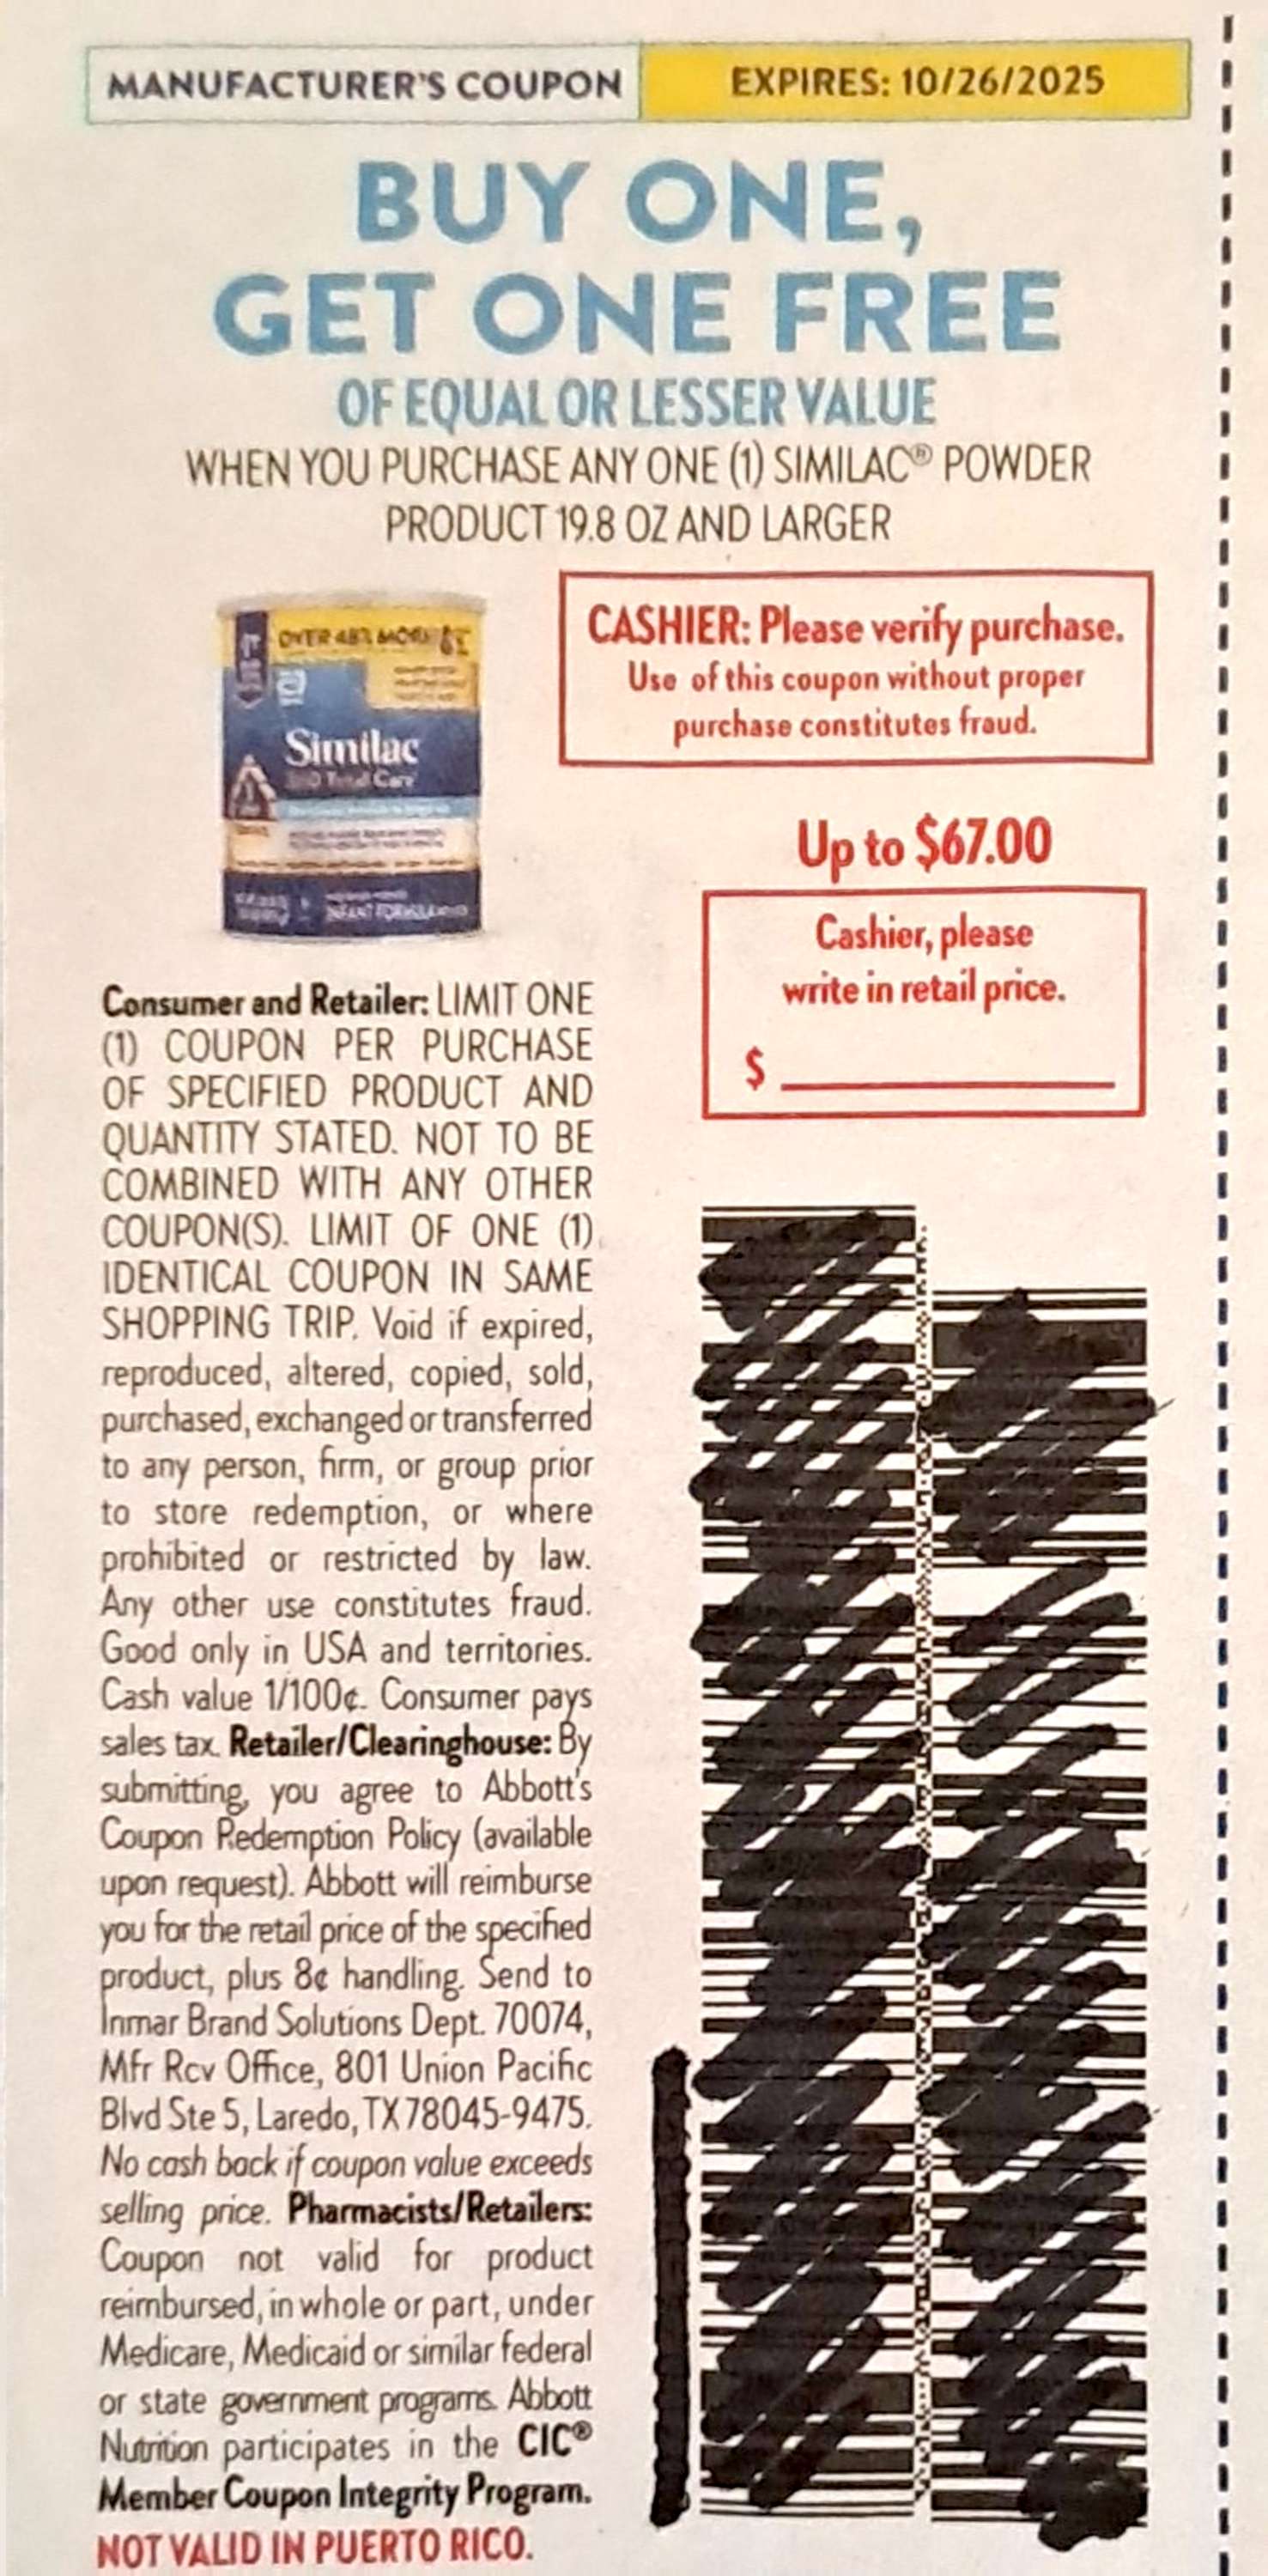 MANUFACTURER'S COUPON
EXPIRES: 10/26/2025
BUY ONE,
GET ONE FREE
OF EQUAL OR LESSER VALUE
WHEN YOU PURCHASE ANY ONE (1) SIMILAC® POWDER
PRODUCT 19.8 OZ AND LARGER
OVER 48% MORE
Similac
Total Care
INFANT FORMULA
CASHIER: Please verify purchase.
Use of this coupon without proper
purchase constitutes fraud.
Up to $67.00
Cashier, please
write in retail price.
$
Consumer and Retailer: LIMIT ONE
(1) COUPON PER PURCHASE
OF SPECIFIED PRODUCT AND
QUANTITY STATED. NOT TO BE
COMBINED WITH ANY OTHER
COUPON(S). LIMIT OF ONE (1)
IDENTICAL COUPON IN SAME
SHOPPING TRIP. Void if expired,
reproduced, altered, copied, sold,
purchased, exchanged or transferred
to any person, firm, or group prior
to store redemption, or where
prohibited or restricted by law.
Any other use constitutes fraud.
Good only in USA and territories.
Cash value 1/100¢. Consumer pays
sales tax. Retailer/Clearinghouse: By
submitting, you agree to Abbott's
Coupon Redemption Policy (available
upon request). Abbott will reimburse
you for the retail price of the specified
product, plus 8¢ handling. Send to
Inmar Brand Solutions Dept. 70074,
Mfr Rcv Office, 801 Union Pacific
Blvd Ste 5, Laredo, TX 78045-9475.
No cash back if coupon value exceeds
selling price. Pharmacists/Retailers:
Coupon not valid for product
reimbursed, in whole or part, under
Medicare, Medicaid or similar federal
or state government programs. Abbott
Nutrition participates in the CIC®
Member Coupon Integrity Program.
NOT VALID IN PUERTO RICO.